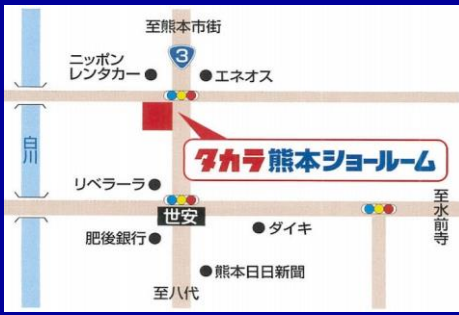 至熊本市街
3
ニッポン
レンタカー
エネオス
白川
タカラ熊本ショールーム
リベラーラ
世安
至水前寺
肥後銀行
ダイキ
熊本日日新聞
至八代